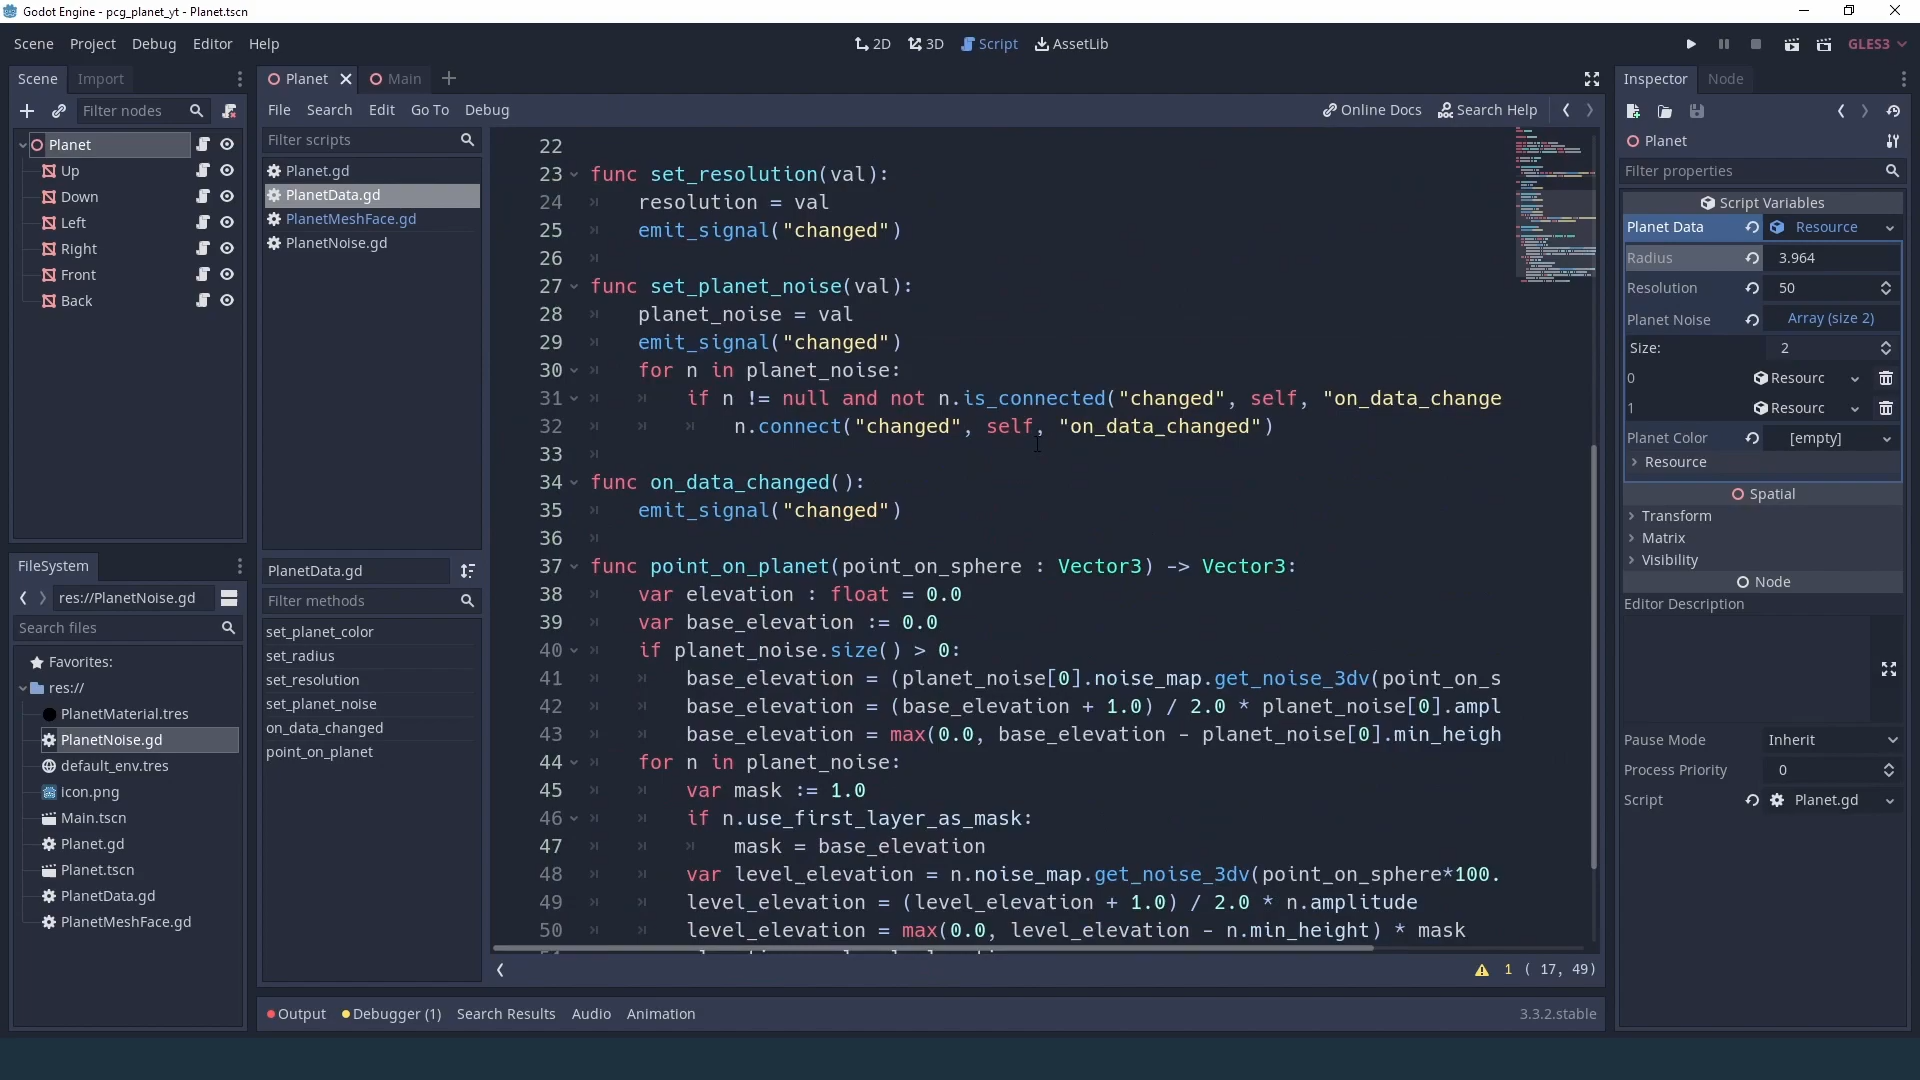 Godot Engine - pcg_planet_yt - Planet.tscn
Scene Project Debug Editor Help
2D 3D Script AssetLib
GLES3
Scene Import
Filter nodes
Planet
Up
Down
Left
Right
Front
Back
FileSystem
res://PlanetNoise.gd
Search files
Favorites:
res://
PlanetMaterial.tres
PlanetNoise.gd
default_env.tres
icon.png
Main.tscn
Planet.gd
Planet.tscn
PlanetData.gd
PlanetMeshFace.gd
Planet Main
File Search Edit Go To Debug
Online Docs Search Help
Filter scripts
Planet.gd
PlanetData.gd
PlanetMeshFace.gd
PlanetNoise.gd
PlanetData.gd
Filter methods
set_planet_color
set_radius
set_resolution
set_planet_noise
on_data_changed
point_on_planet
22
23 func set_resolution(val):
24 resolution = val
25 emit_signal("changed")
26
27 func set_planet_noise(val):
28 planet_noise = val
29 emit_signal("changed")
30 for n in planet_noise:
31 if n != null and not n.is_connected("changed", self, "on_data_change
32 n.connect("changed", self, "on_data_changed")
33
34 func on_data_changed():
35 emit_signal("changed")
36
37 func point_on_planet(point_on_sphere : Vector3) -> Vector3:
38 var elevation : float = 0.0
39 var base_elevation := 0.0
40 if planet_noise.size() > 0:
41 base_elevation = (planet_noise[0].noise_map.get_noise_3dv(point_on_s
42 base_elevation = (base_elevation + 1.0) / 2.0 * planet_noise[0].ampl
43 base_elevation = max(0.0, base_elevation - planet_noise[0].min_heigh
44 for n in planet_noise:
45 var mask := 1.0
46 if n.use_first_layer_as_mask:
47 mask = base_elevation
48 var level_elevation = n.noise_map.get_noise_3dv(point_on_sphere*100.
49 level_elevation = (level_elevation + 1.0) / 2.0 * n.amplitude
50 level_elevation = max(0.0, level_elevation - n.min_height) * mask
1 ( 17, 49)
Output Debugger (1) Search Results Audio Animation
3.3.2.stable
Inspector Node
Planet
Filter properties
Script Variables
Planet Data Resource
Radius 3.964
Resolution 50
Planet Noise Array (size 2)
Size: 2
0 Resourc
1 Resourc
Planet Color [empty]
Resource
Spatial
Transform
Matrix
Visibility
Node
Editor Description
Pause Mode Inherit
Process Priority 0
Script Planet.gd